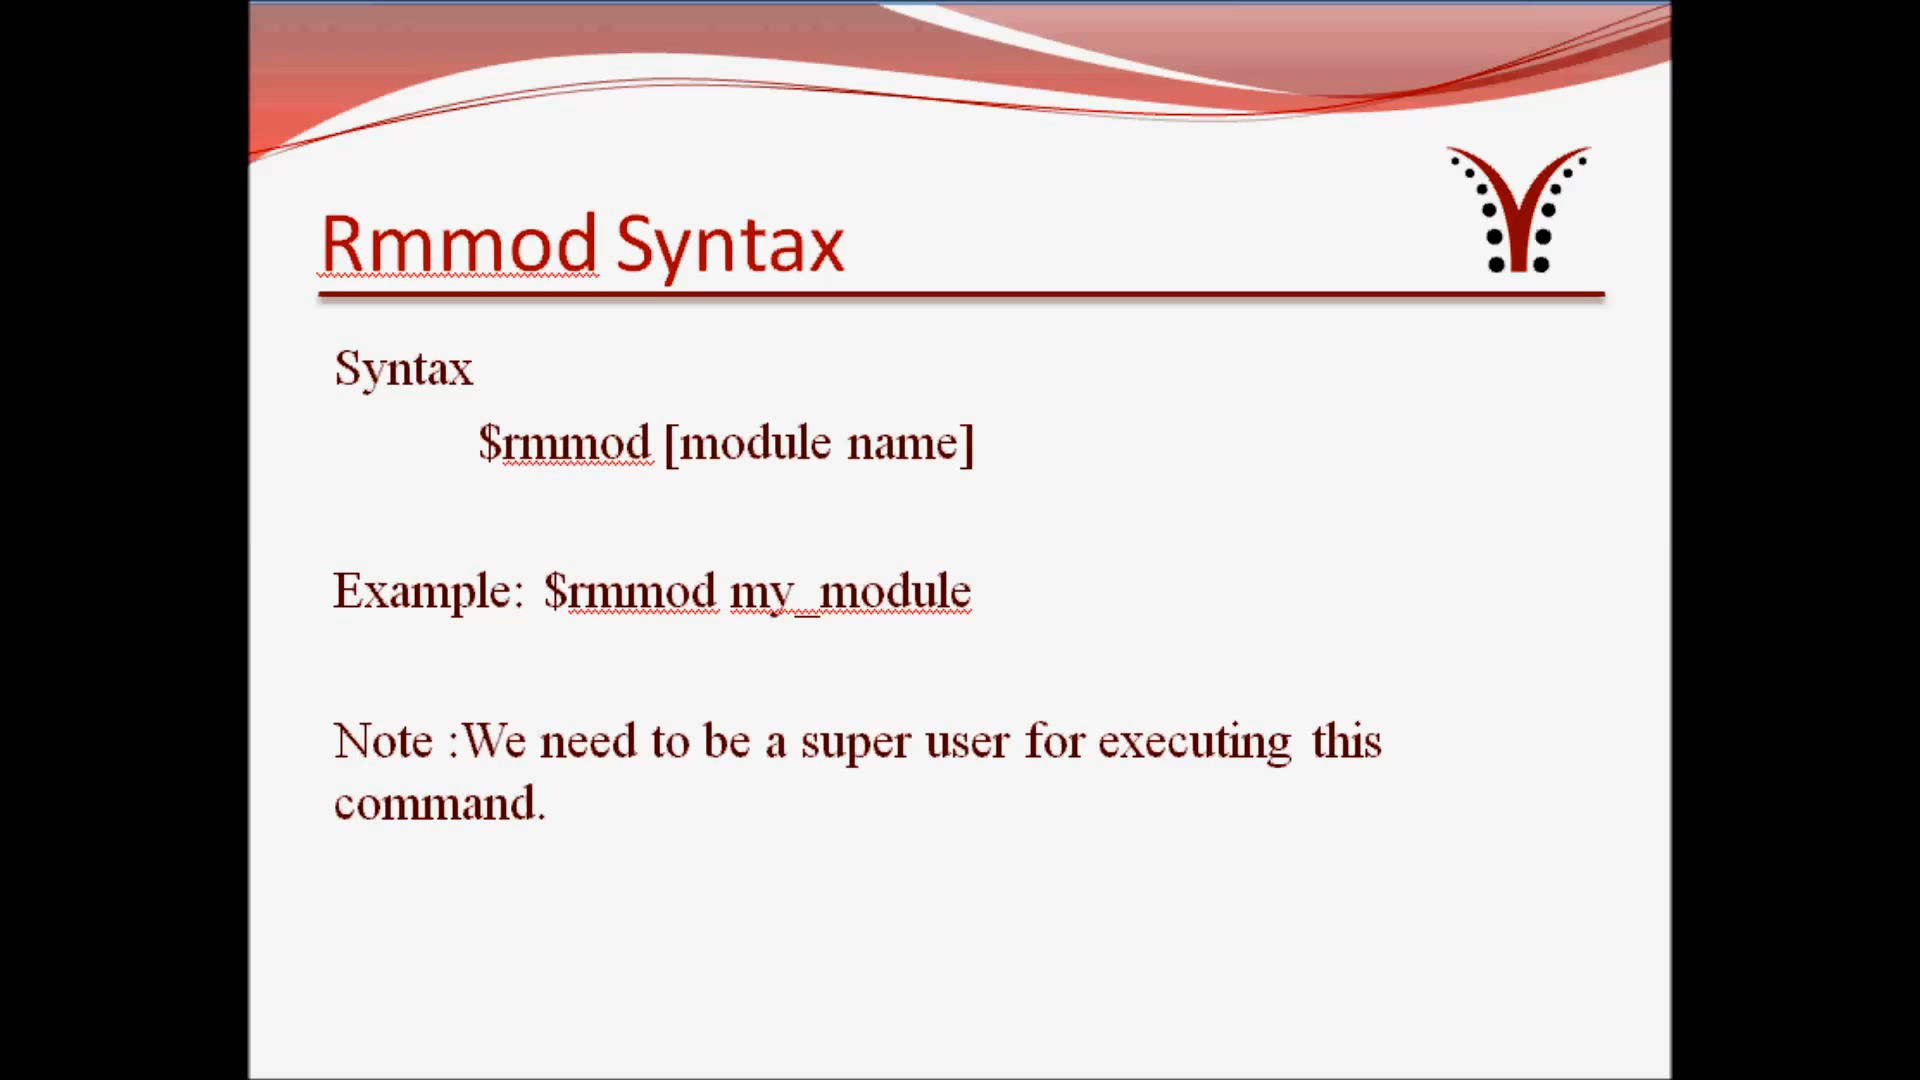 Rmmod Syntax
Syntax
$rmmod [module name]
Example: $rmmod my_module
Note :We need to be a super user for executing this
command.